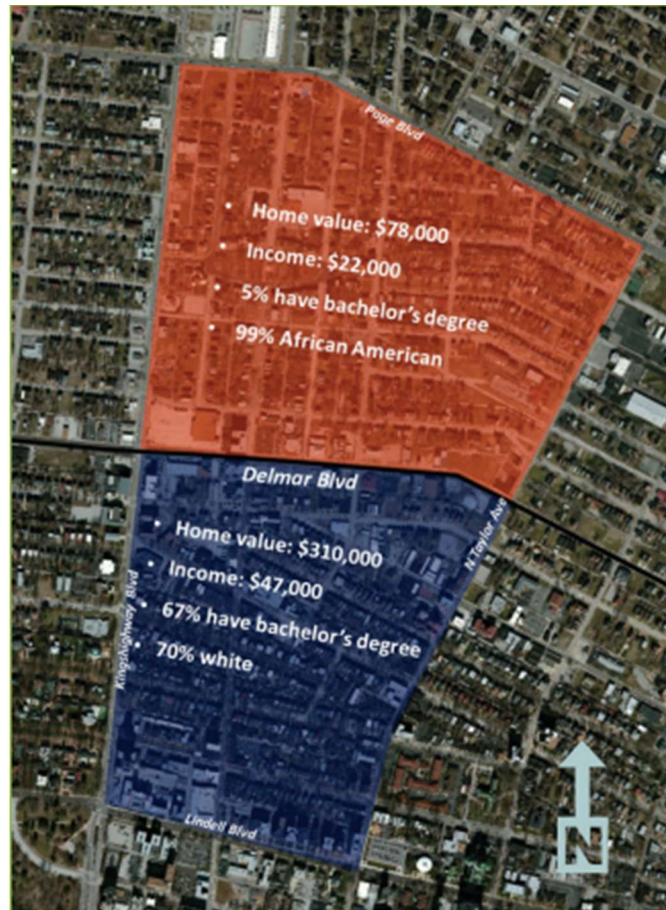 Page Blvd
• Home value: $78,000
• Income: $22,000
• 5% have bachelor's degree
• 99% African American
Delmar Blvd
• Home value: $310,000
• Income: $47,000
• 67% have bachelor's degree
• 70% white
Kingshighway Blvd
N Taylor Ave
Lindell Blvd
N